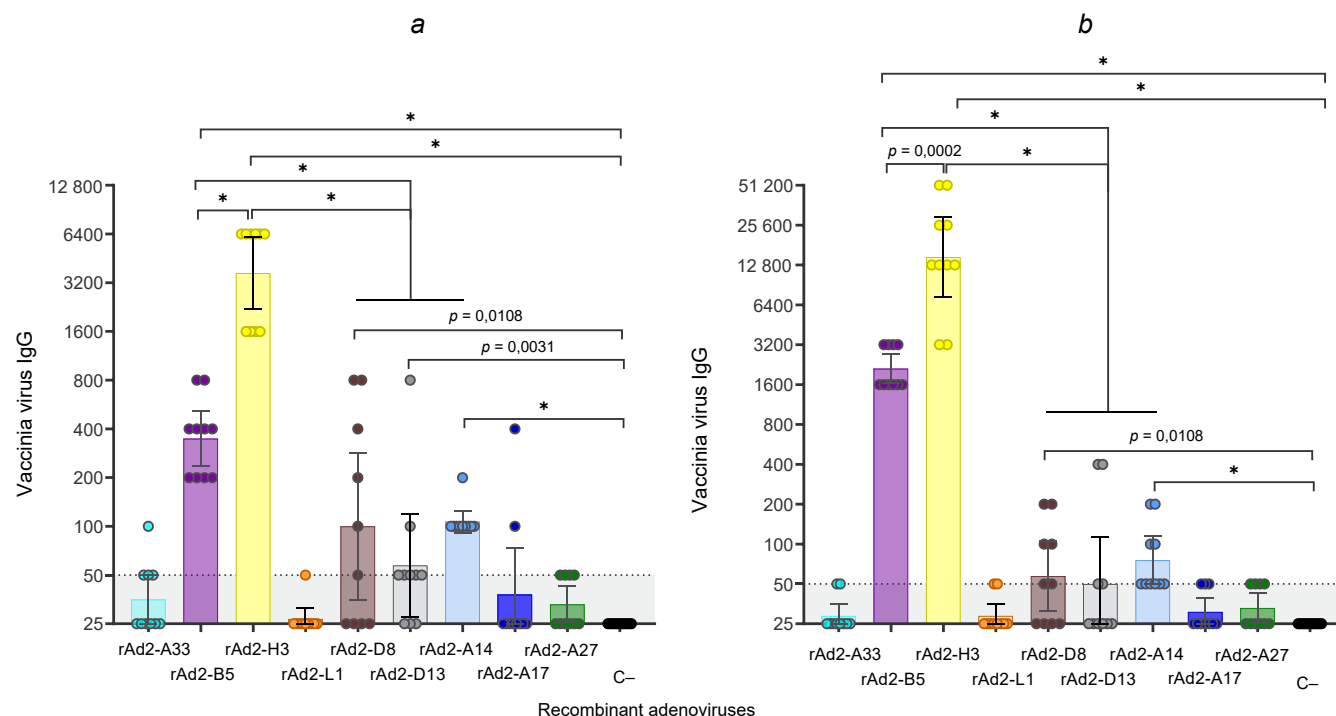 a
*
*
*
*
*
12 800
6400
3200
1600
800
400
200
100
50
25
Vaccinia virus IgG
p = 0,0108
p = 0,0031
*
rAd2-A33
rAd2-H3
rAd2-D8
rAd2-A14
rAd2-A27
rAd2-B5
rAd2-L1
rAd2-D13
rAd2-A17
C–
b
*
*
*
p = 0,0002
*
51 200
25 600
12 800
6400
3200
1600
800
400
200
100
50
25
Vaccinia virus IgG
p = 0,0108
*
rAd2-A33
rAd2-H3
rAd2-D8
rAd2-A14
rAd2-A27
rAd2-B5
rAd2-L1
rAd2-D13
rAd2-A17
C–
Recombinant adenoviruses